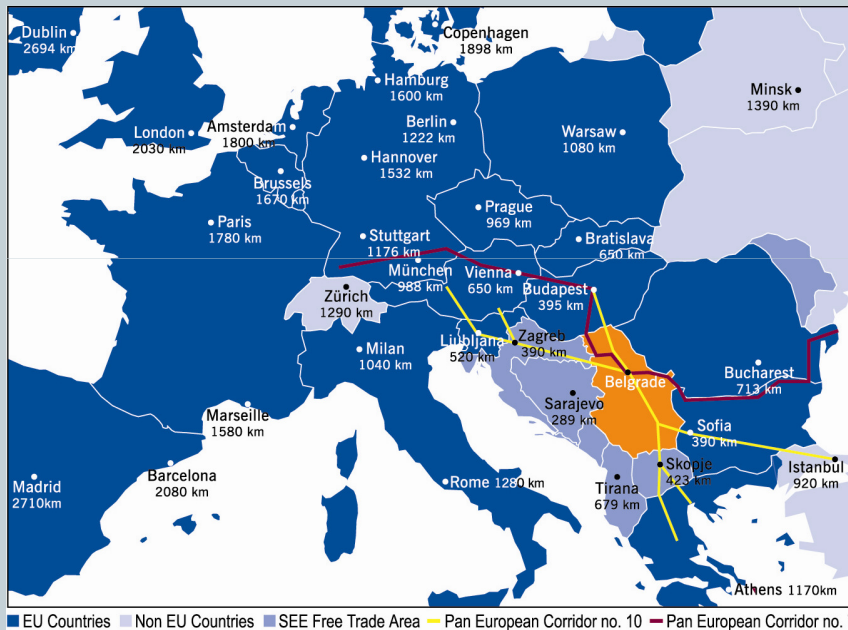 Dublin
2694 km
Copenhagen
1898 km
Hamburg
1600 km
Minsk
1390 km
London
2030 km
Amsterdam
1800 km
Berlin
1222 km
Warsaw
1080 km
Hannover
1532 km
Brussels
1670 km
Paris
1780 km
Prague
969 km
Stuttgart
1176 km
Bratislava
650 km
München
988 km
Vienna
650 km
Budapest
395 km
Zürich
1290 km
Ljubljana
520 km
Zagreb
390 km
Milan
1040 km
Belgrade
Bucharest
713 km
Sarajevo
289 km
Marseille
1580 km
Sofia
390 km
Barcelona
2080 km
Madrid
2710km
Rome 1280 km
Skopje
423 km
Tirana
679 km
Istanbul
920 km
Athens 1170km
EU Countries Non EU Countries SEE Free Trade Area Pan European Corridor no. 10 Pan European Corridor no.